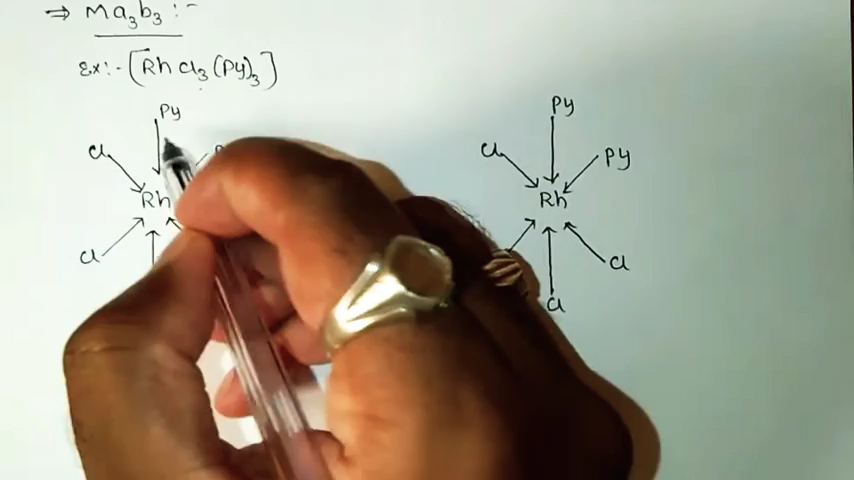 ⇒ Ma₃b₃ :-
Ex:- [RhCl₃(Py)₃]
Py Py
Cl Cl Py
Rh Rh
Cl Cl
Cl